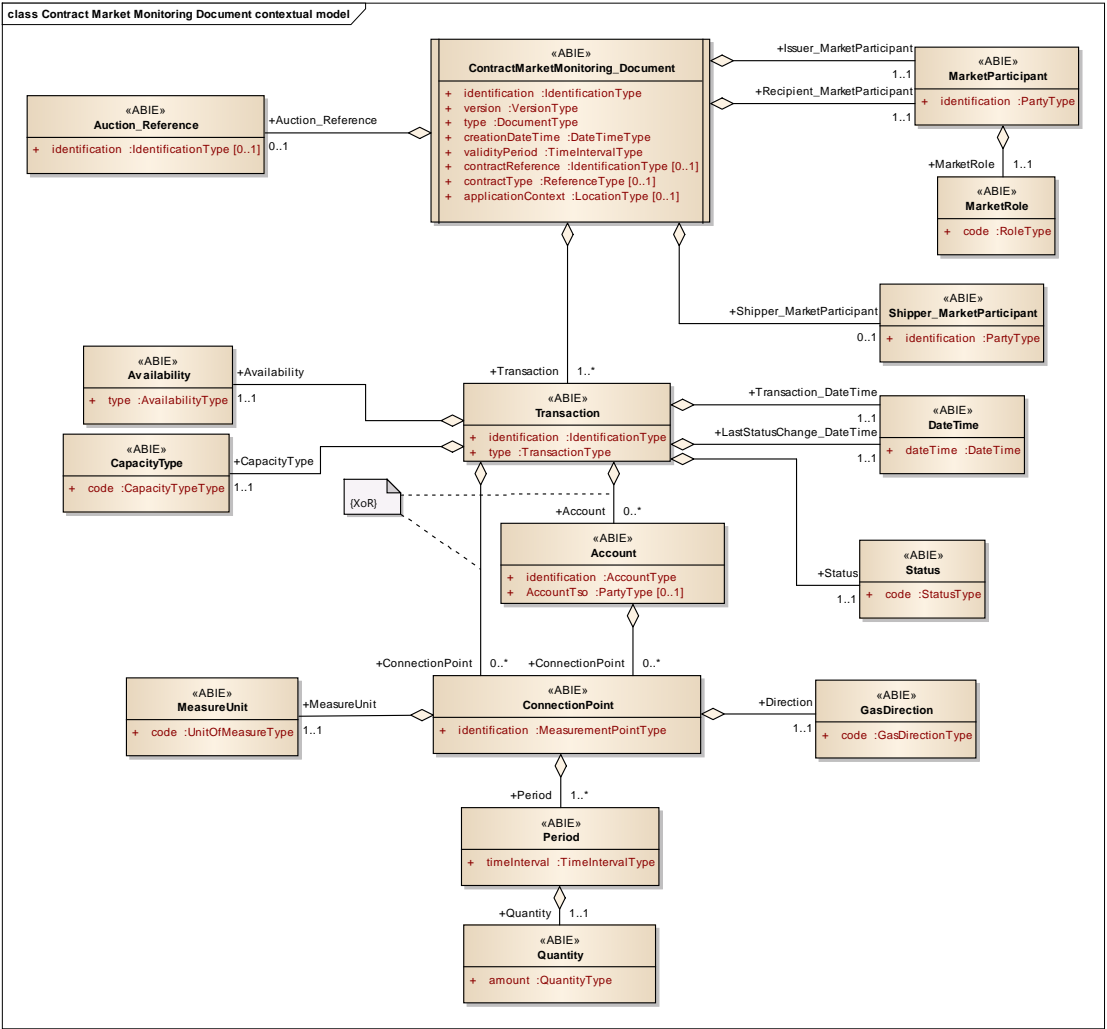 class Contract Market Monitoring Document contextual model
«ABIE»
ContractMarketMonitoring_Document
+ identification :IdentificationType
+ version :VersionType
+ type :DocumentType
+ creationDateTime :DateTimeType
+ validityPeriod :TimeIntervalType
+ contractReference :IdentificationType [0..1]
+ contractType :ReferenceType [0..1]
+ applicationContext :LocationType [0..1]
+Issuer_MarketParticipant
1..1
+Recipient_MarketParticipant
1..1
«ABIE»
MarketParticipant
+ identification :PartyType
«ABIE»
Auction_Reference
+ identification :IdentificationType [0..1]
+Auction_Reference
0..1
+MarketRole 1..1
«ABIE»
MarketRole
+ code :RoleType
+Shipper_MarketParticipant
0..1
«ABIE»
Shipper_MarketParticipant
+ identification :PartyType
+Transaction 1..*
«ABIE»
Availability
+ type :AvailabilityType
+Availability
1..1
«ABIE»
Transaction
+ identification :IdentificationType
+ type :TransactionType
+Transaction_DateTime
1..1
+LastStatusChange_DateTime
1..1
«ABIE»
DateTime
+ dateTime :DateTime
«ABIE»
CapacityType
+ code :CapacityTypeType
+CapacityType
1..1
{XoR}
+Account 0..*
«ABIE»
Account
+ identification :AccountType
+ AccountTso :PartyType [0..1]
+Status
1..1
«ABIE»
Status
+ code :StatusType
+ConnectionPoint 0..*
+ConnectionPoint 0..*
«ABIE»
MeasureUnit
+ code :UnitOfMeasureType
+MeasureUnit
1..1
«ABIE»
ConnectionPoint
+ identification :MeasurementPointType
+Direction
1..1
«ABIE»
GasDirection
+ code :GasDirectionType
+Period 1..*
«ABIE»
Period
+ timeInterval :TimeIntervalType
+Quantity 1..1
«ABIE»
Quantity
+ amount :QuantityType